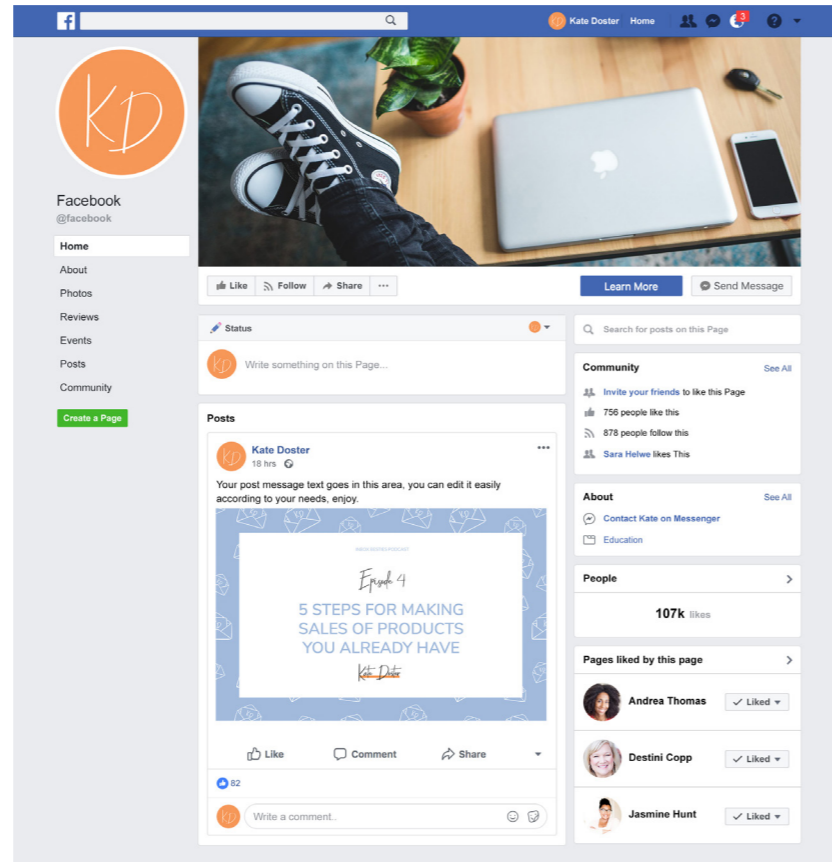 f
Kate Doster Home
3
KD
Facebook
@facebook
Home
About
Photos
Reviews
Events
Posts
Community
Create a Page
Like Follow Share ...
Learn More
Send Message
Status
KD
Write something on this Page...
Posts
KD
Kate Doster
18 hrs
Your post message text goes in this area, you can edit it easily
according to your needs, enjoy.
Episode 4
5 STEPS FOR MAKING
SALES OF PRODUCTS
YOU ALREADY HAVE
Kate Doster
Like Comment Share
82
KD
Write a comment..
Search for posts on this Page
Community See All
Invite your friends to like this Page
756 people like this
878 people follow this
Sara Helwe likes This
About See All
Contact Kate on Messenger
Education
People
107k likes
Pages liked by this page
Andrea Thomas Liked
Destini Copp Liked
Jasmine Hunt Liked